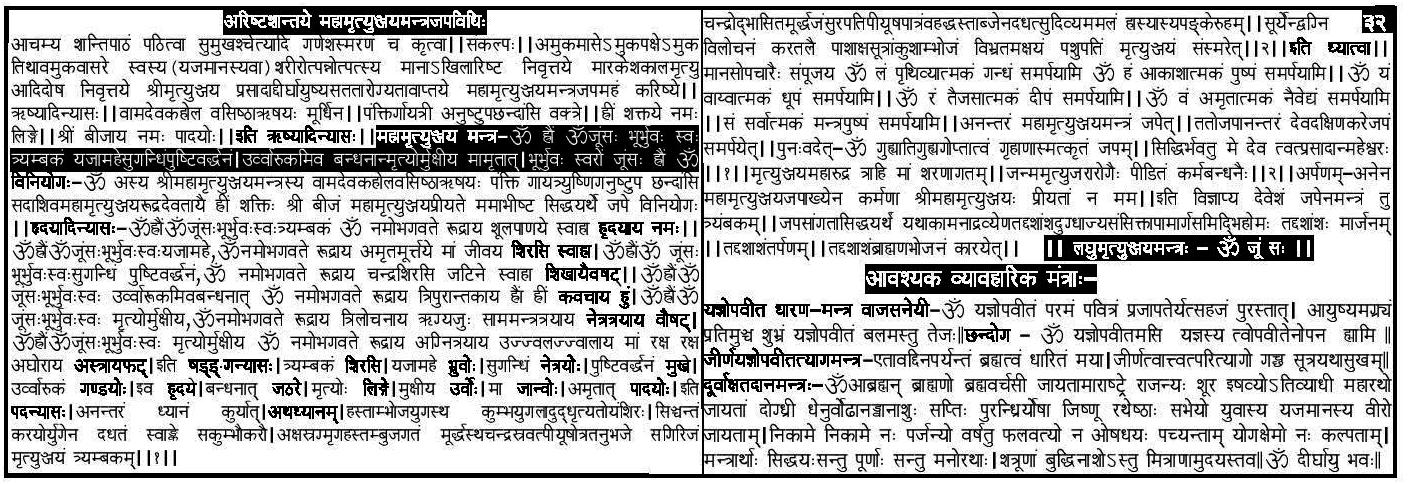 अरिष्टशान्तये महामृत्युञ्जयमन्त्रजपविधिः
आचम्य शान्तिपाठं पठित्वा सुमुखश्चेत्यादि गणेशस्मरणं च कृत्वा||संकल्पः||अमुकमासेऽमुकपक्षेऽमुक
तिथावमुकवासरे स्वस्य (यजमानस्यवा) शरीरोत्पन्नोत्पत्स्य मानाऽखिलारिष्ट निवृत्तये मारकेशकालमृत्यु
आदिदोष निवृत्तये श्रीमृत्युञ्जय प्रसादाद्दीर्घायुष्यसततारोग्यतावाप्तये महामृत्युञ्जयमन्त्रजपमहं करिष्ये||
ऋष्यादिन्यासः||वामदेवकहोल वसिष्ठाऋषयः मूर्धिन||पंक्तिर्गायत्री अनुष्टुपछन्दांसि वक्त्रे||ह्रीं शक्तये नमः
लिङ्गे||श्रीं बीजाय नमः पादयोः||इति ऋष्यादिन्यासः||महामृत्युञ्जय मन्त्र–ॐ ह्रौं ॐजूंसः भूर्भुवः स्वः
त्र्यम्बकं यजामहेसुगन्धिंपुष्टिवर्द्धनं|उर्व्वारुकमिव बन्धनान्मृत्योमुक्षीय मामृतात्|भूर्भुवः स्वरों जूंसः ह्रौं ॐ
विनियोगः–ॐ अस्य श्रीमहामृत्युञ्जयमन्त्रस्य वामदेवकहोलवसिष्ठाऋषयः पंक्ति गायत्र्युष्णिगनुष्टुप छन्दांसि
सदाशिवमहामृत्युञ्जयरूद्रदेवतायै ह्रीं शक्तिः श्री बीजं महामृत्युञ्जयप्रीयते ममाभीष्ट सिद्धयर्थे जपे विनियोगः
||हृदयादिन्यासः–ॐह्रौंॐजूंसःभूर्भुवःस्वःत्र्यम्बकं ॐ नमोभगवते रूद्राय शूलपाणये स्वाहा हृदयाय नमः||
ॐह्रौंॐजूंसःभूर्भुवःस्वःयजामहे,ॐनमोभगवते रूद्राय अमृतमूर्त्तये मां जीवय शिरसि स्वाहा|ॐह्रौंॐ जूंसः
भूर्भुवःस्वःसुगन्धिं पुष्टिवर्द्धनं,ॐ नमोभगवते रूद्राय चन्द्रशिरसि जटिने स्वाहा शिखायैवषट्||ॐह्रौंॐ
जूंसःभूर्भुवःस्वः उर्व्वारूकमिवबन्धनात् ॐ नमोभगवते रूद्राय त्रिपुरान्तकाय ह्रां ह्रीं कवचाय हुं|ॐह्रौंॐ
जूंसःभूर्भुवःस्वः मृत्योर्मुक्षीय,ॐनमोभगवते रूद्राय त्रिलोचनाय ऋग्यजुः साममन्त्रत्रयाय नेत्रत्रयाय वौषट्|
ॐह्रौंॐजूंसःभूर्भुवःस्वः मृत्योर्मुक्षीय ॐ नमोभगवते रूद्राय अग्नित्रयाय उज्ज्वलज्ज्वालाय मां रक्ष रक्ष
अघोराय अस्त्रायफट्|इति षड्ङ्गन्यासः|त्र्यम्बकं शिरसि|यजामहे भ्रुवोः|सुगन्धिं नेत्रयोः|पुष्टिवर्द्धनं मुखे|
उर्व्वारुकं गण्डयोः|इव हृदये|बन्धनात् जठरे|मृत्योः लिङ्गे|मुक्षीय उर्वोः|मा जान्वोः|अमृतात् पादयोः|इति
पदन्यासः|अनन्तरं ध्यानं कुर्यात्|अथध्यानम्|हस्ताम्भोजयुगस्थ कुम्भयुगलादुद्धृत्यतोयंशिरः|सिञ्चन्तं
करयोर्युगेन दधतं स्वाङ्के सकुम्भौकरौ|अक्षस्रग्मृगहस्तम्बुजगतं मूर्द्धस्थचन्द्रस्रवत्पीयूषोत्रतनुभजे सगिरिजं
मृत्युञ्जयं त्र्यम्बकम्||१||
चन्द्रोद्भासितमूर्द्धजंसुरपतिपीयूषपात्रंवहद्धस्ताब्जेनदधत्सुदिव्यममलं हास्यास्यपङ्केरुहम्||सूर्येन्द्वग्नि ३२
विलोचनं करतले पाशाक्षसूत्रांकुशाम्भोजं विभ्रतमक्षयं पशुपतिं मृत्युञ्जयं संस्मरेत्||२||इति ध्यात्वा||
मानसोपचारैः संपूजय ॐ लं पृथिव्यात्मकं गन्धं समर्पयामि ॐ हं आकाशात्मकं पुष्पं समर्पयामि||ॐ यं
वाय्वात्मकं धूपं समर्पयामि||ॐ रं तैजसात्मकं दीपं समर्पयामि||ॐ वं अमृतात्मकं नैवेद्यं समर्पयामि
||सं सर्वात्मकं मन्त्रपुष्पं समर्पयामि||अनन्तरं महामृत्युञ्जयमन्त्रं जपेत्||ततोजपानन्तरं देवदक्षिणकरेजपं
समर्पयेत्||पुनःवदेत्–ॐ गुह्यातिगुह्यगोप्तात्वं गृहाणास्मत्कृतं जपम्||सिद्धिर्भवतु मे देव त्वत्प्रसादान्महेश्वरः
||१||मृत्युञ्जयमहारुद्र त्राहि मां शरणागतम्||जन्ममृत्युजरारोगैः पीडितं कर्मबन्धनैः||२||अर्पणम्–अनेन
महामृत्युञ्जयजपाख्येन कर्मणा श्रीमहामृत्युञ्जयः प्रीयतां न मम||इति विज्ञाप्य देवेशं जपेनमन्त्रं तु
त्र्यंबकम्||जपसांगतासिद्धयर्थे यथाकामनाद्रव्येणतद्दशांशदुग्धाज्यसंसिक्तापामार्गसमिद्भिहोमः तद्दशांशः मार्जनम्
||तद्दशाशंतर्पणम्||तद्दशाशंब्राह्मणभोजनं कारयेत्|| ||लघुमृत्युञ्जयमन्त्रः – ॐ जूं सः||
आवश्यक व्यावहारिक मंत्राः–
यज्ञोपवीत धारण–मन्त्र वाजसनेयी–ॐ यज्ञोपवीतं परमं पवित्रं प्रजापतेर्यत्सहजं पुरस्तात्| आयुष्यमग्र्यं
प्रतिमुञ्च शुभ्रं यज्ञोपवीतं बलमस्तु तेजः॥छन्दोग – ॐ यज्ञोपवीतमसि यज्ञस्य त्वोपवीतेनोपन ह्यामि॥
जीर्णयज्ञोपवीतत्यागमन्त्र–एतावद्दिनपर्यन्तं ब्रह्मत्वं धारितं मया|जीर्णत्वात्त्वत्परित्यागो गच्छ सूत्रयथासुखम्|
दूर्वाक्षतदानमन्त्रः–ॐआब्रह्मन् ब्राह्मणो ब्रह्मवर्चसी जायतामाराष्ट्रे राजन्यः शूर इषव्योऽतिव्याधी महारथो
जायतां दोग्ध्री धेनुर्वोढानड्वानाशुः सप्तिः पुरन्ध्रिर्योषा जिष्णू रथेष्ठाः सभेयो युवास्य यजमानस्य वीरो
जायताम्|निकामे निकामे नः पर्जन्यो वर्षतु फलवत्यो न ओषधयः पच्यन्ताम् योगक्षेमो नः कल्पताम्|
मन्त्रार्थाः सिद्धयःसन्तु पूर्णाः सन्तु मनोरथाः|शत्रूणां बुद्धिनाशोऽस्तु मित्राणामुदयस्तव॥ॐ दीर्घायु भवः॥